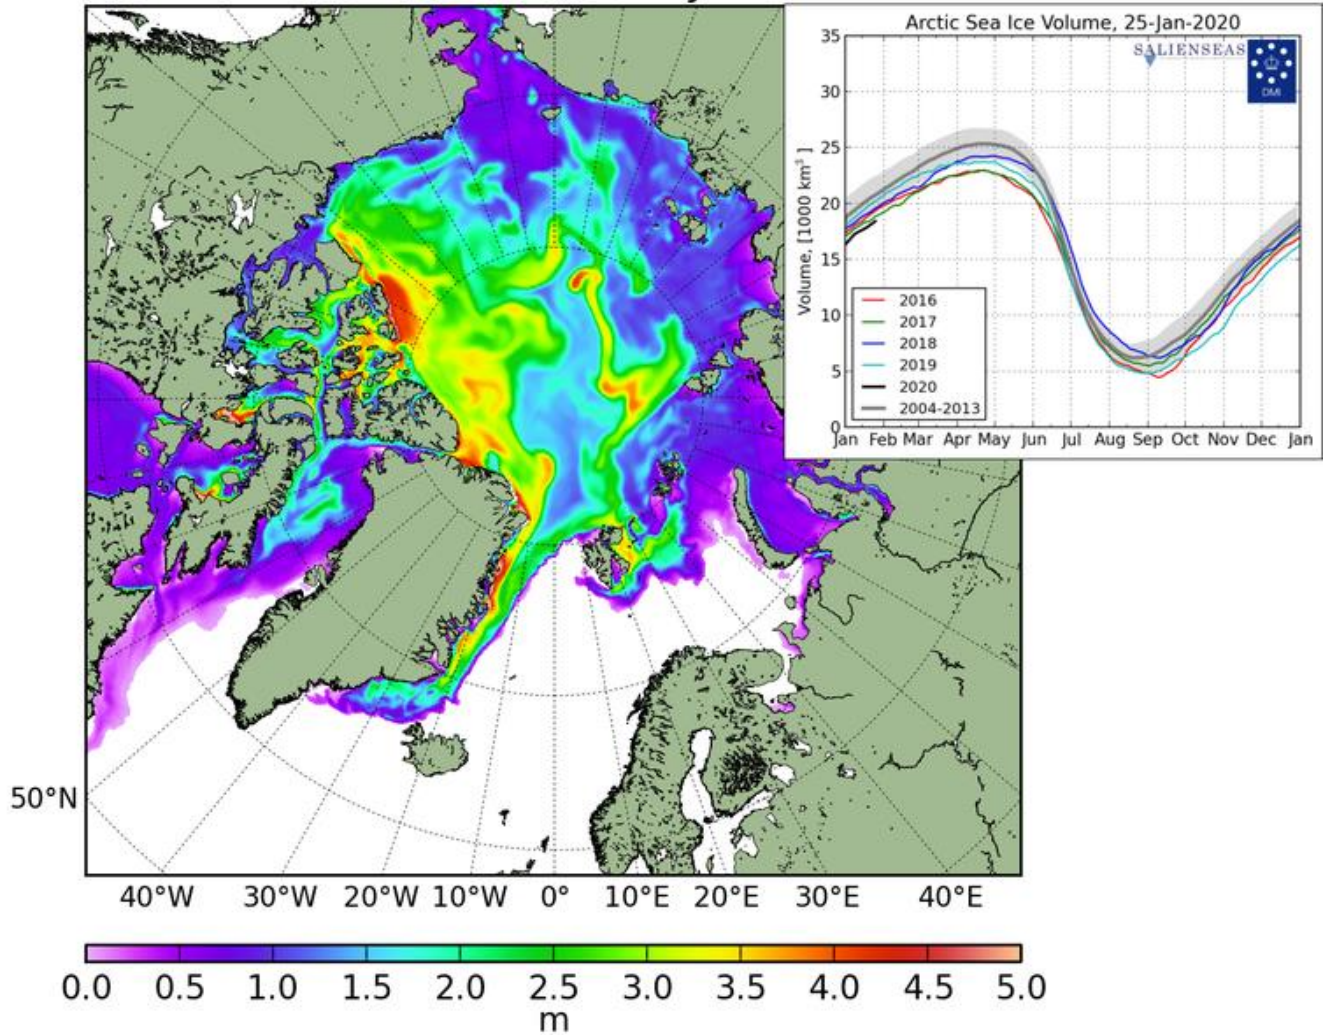 Arctic Sea Ice Volume, 25-Jan-2020
SALIENSEAS
DMI
Volume, [1000 km³ ]
35
30
25
20
15
10
5
0
2016
2017
2018
2019
2020
2004-2013
Jan Feb Mar Apr May Jun Jul Aug Sep Oct Nov Dec Jan
50°N
40°W 30°W 20°W 10°W 0° 10°E 20°E 30°E 40°E
0.0 0.5 1.0 1.5 2.0 2.5 3.0 3.5 4.0 4.5 5.0
m